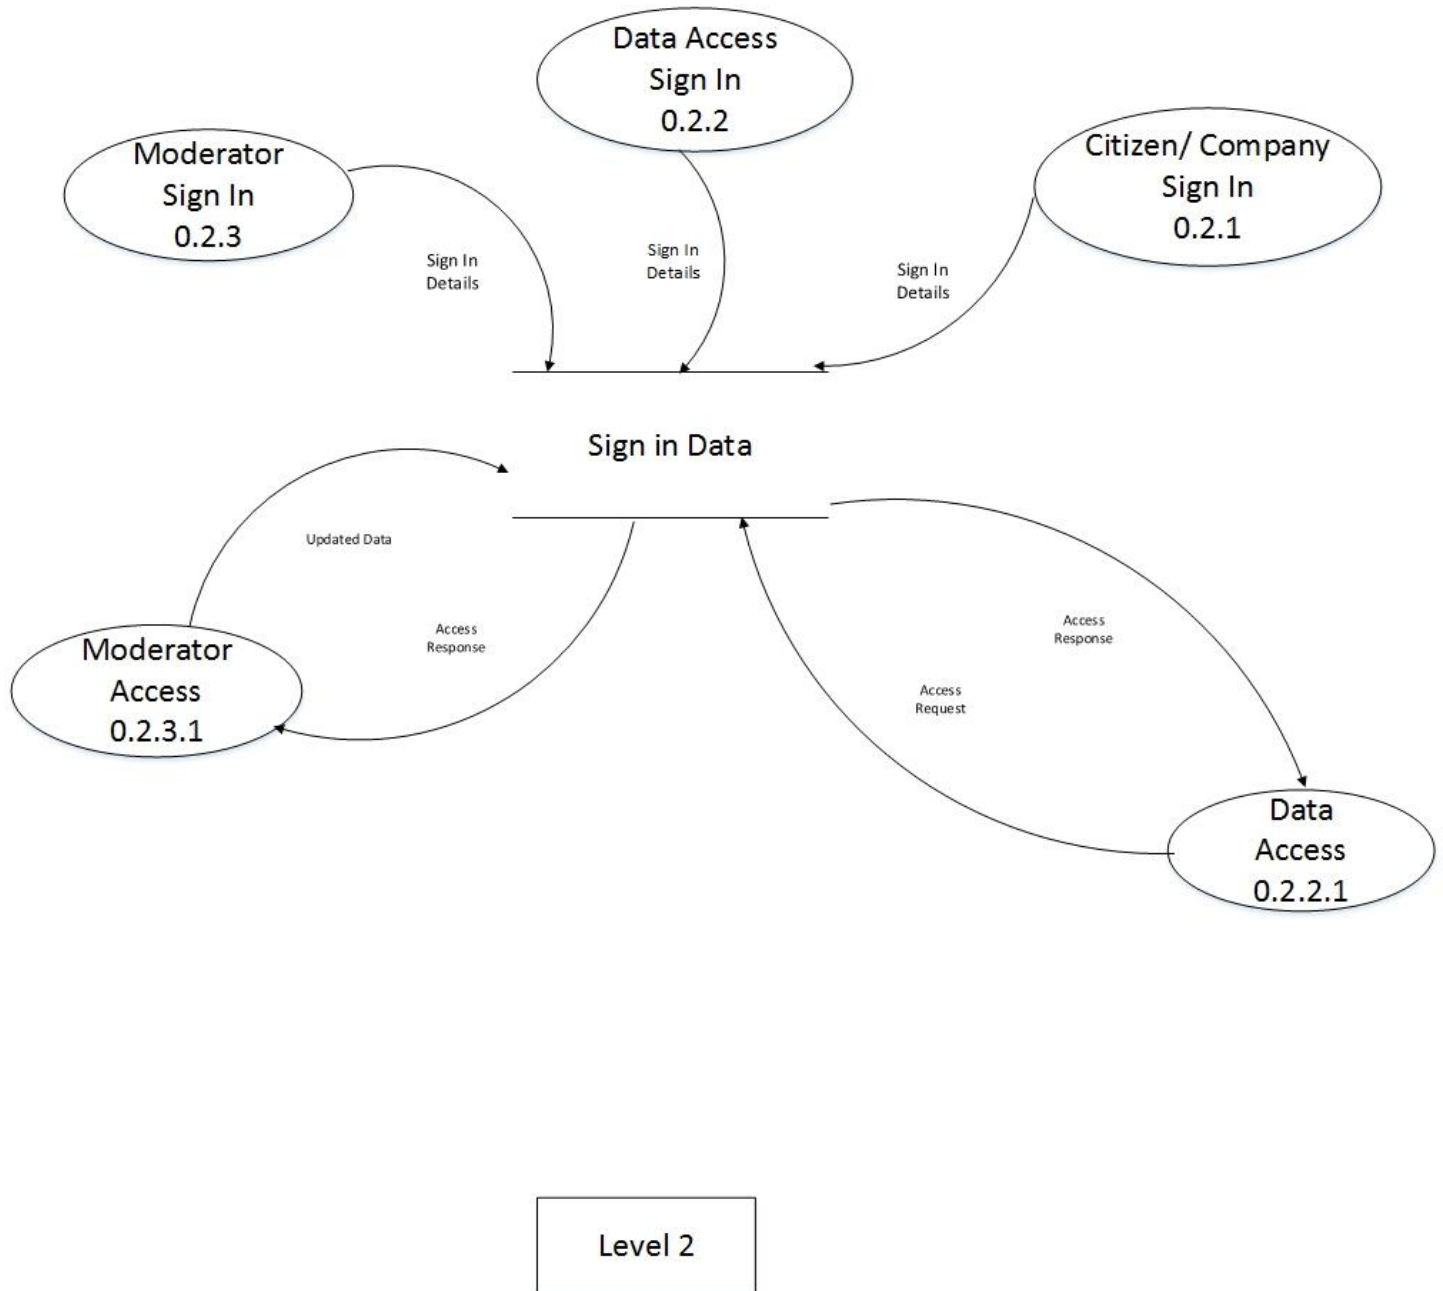 Data Access
Sign In
0.2.2
Moderator
Sign In
0.2.3
Citizen/ Company
Sign In
0.2.1
Sign In
Details
Sign In
Details
Sign In
Details
Sign in Data
Updated Data
Access
Response
Access
Response
Access
Request
Moderator
Access
0.2.3.1
Data
Access
0.2.2.1
Level 2